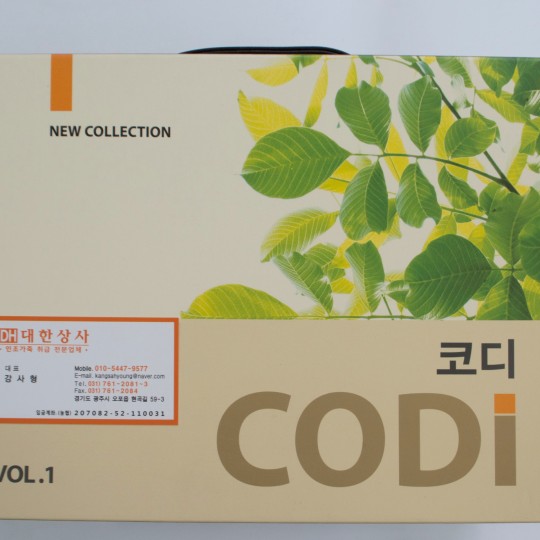 NEW COLLECTION
DH대한상사
• 인조가죽 취급 전문업체 •
대표
강 사 형
Mobile. 010-5447-9577
E-mail. kangsahyoung@naver.com
Tel. (031) 761-2081~3
Fax. (031) 761-2084
경기도 광주시 오포읍 현곡길 59-3
입금계좌.(농협) 207082-52-110031
코디
CODi
VOL.1